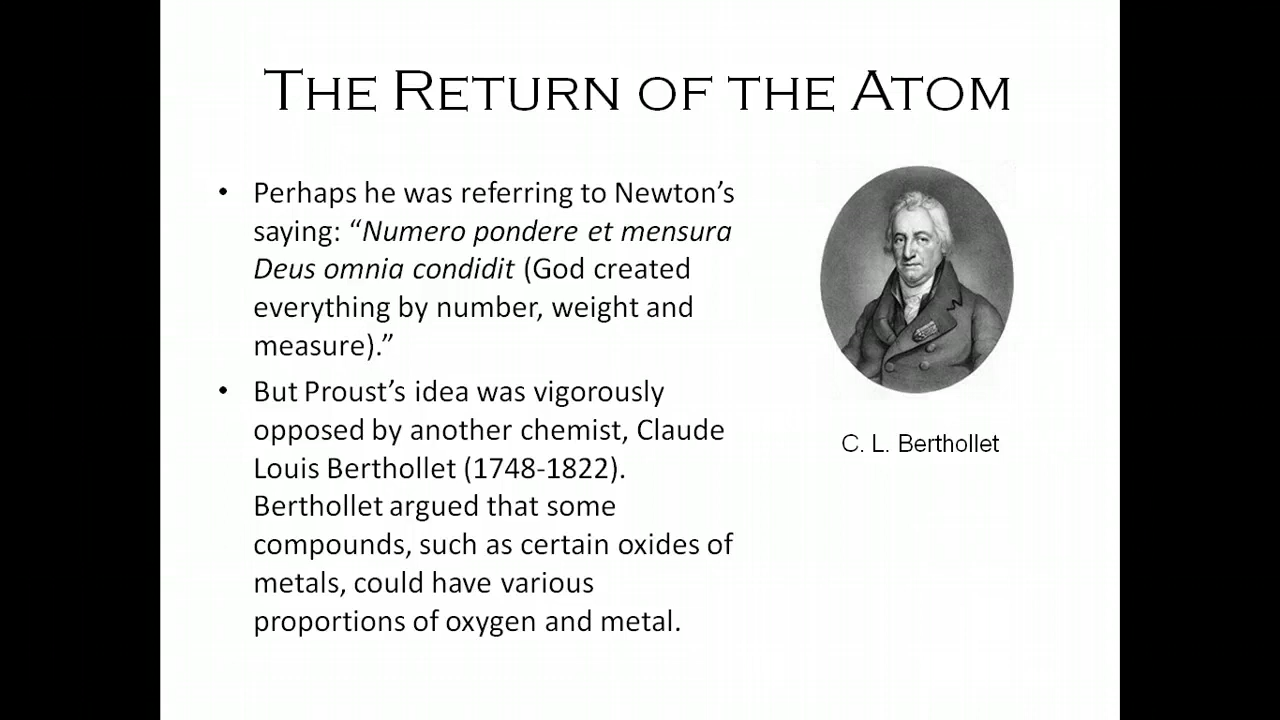 THE RETURN OF THE ATOM
• Perhaps he was referring to Newton’s
saying: “Numero pondere et mensura
Deus omnia condidit (God created
everything by number, weight and
measure).”
• But Proust’s idea was vigorously
opposed by another chemist, Claude
Louis Berthollet (1748-1822).
Berthollet argued that some
compounds, such as certain oxides of
metals, could have various
proportions of oxygen and metal.
C. L. Berthollet